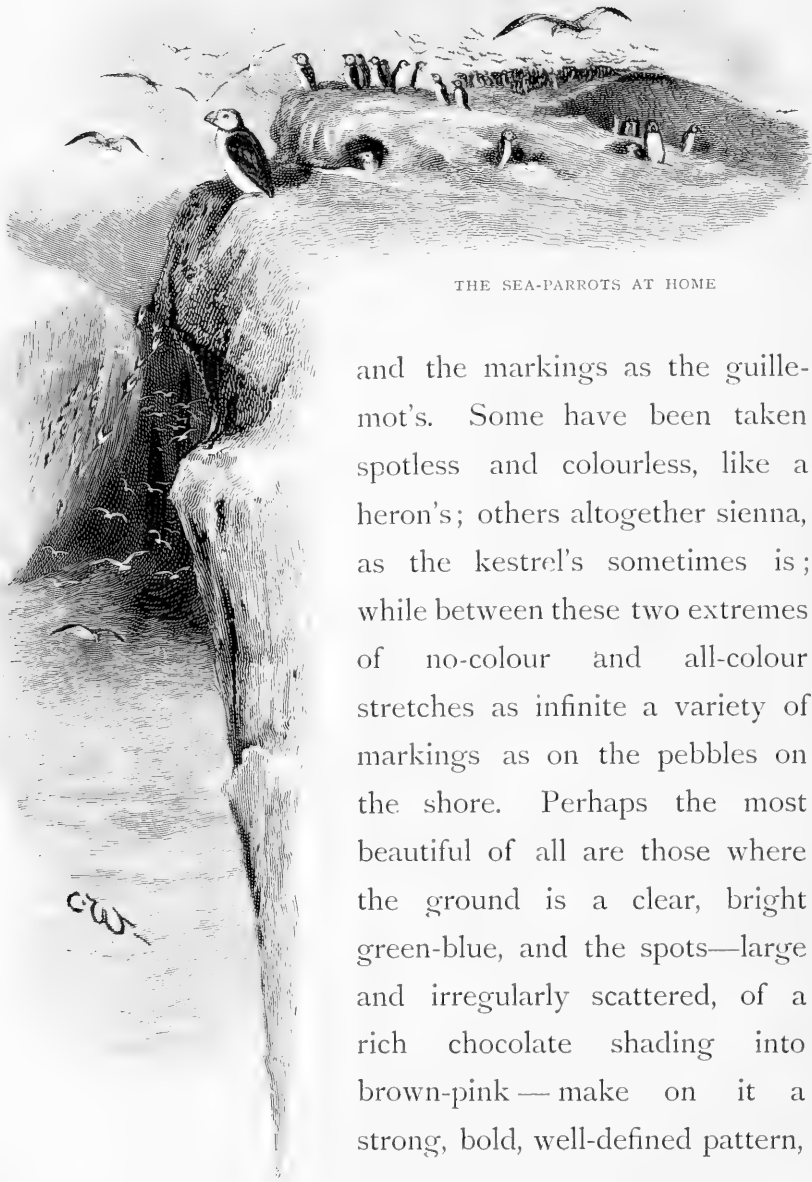 THE SEA-PARROTS AT HOME
and the markings as the guille-
mot's. Some have been taken
spotless and colourless, like a
heron's; others altogether sienna,
as the kestrel's sometimes is;
while between these two extremes
of no-colour and all-colour
stretches as infinite a variety of
markings as on the pebbles on
the shore. Perhaps the most
beautiful of all are those where
the ground is a clear, bright
green-blue, and the spots—large
and irregularly scattered, of a
rich chocolate shading into
brown-pink — make on it a
strong, bold, well-defined pattern,